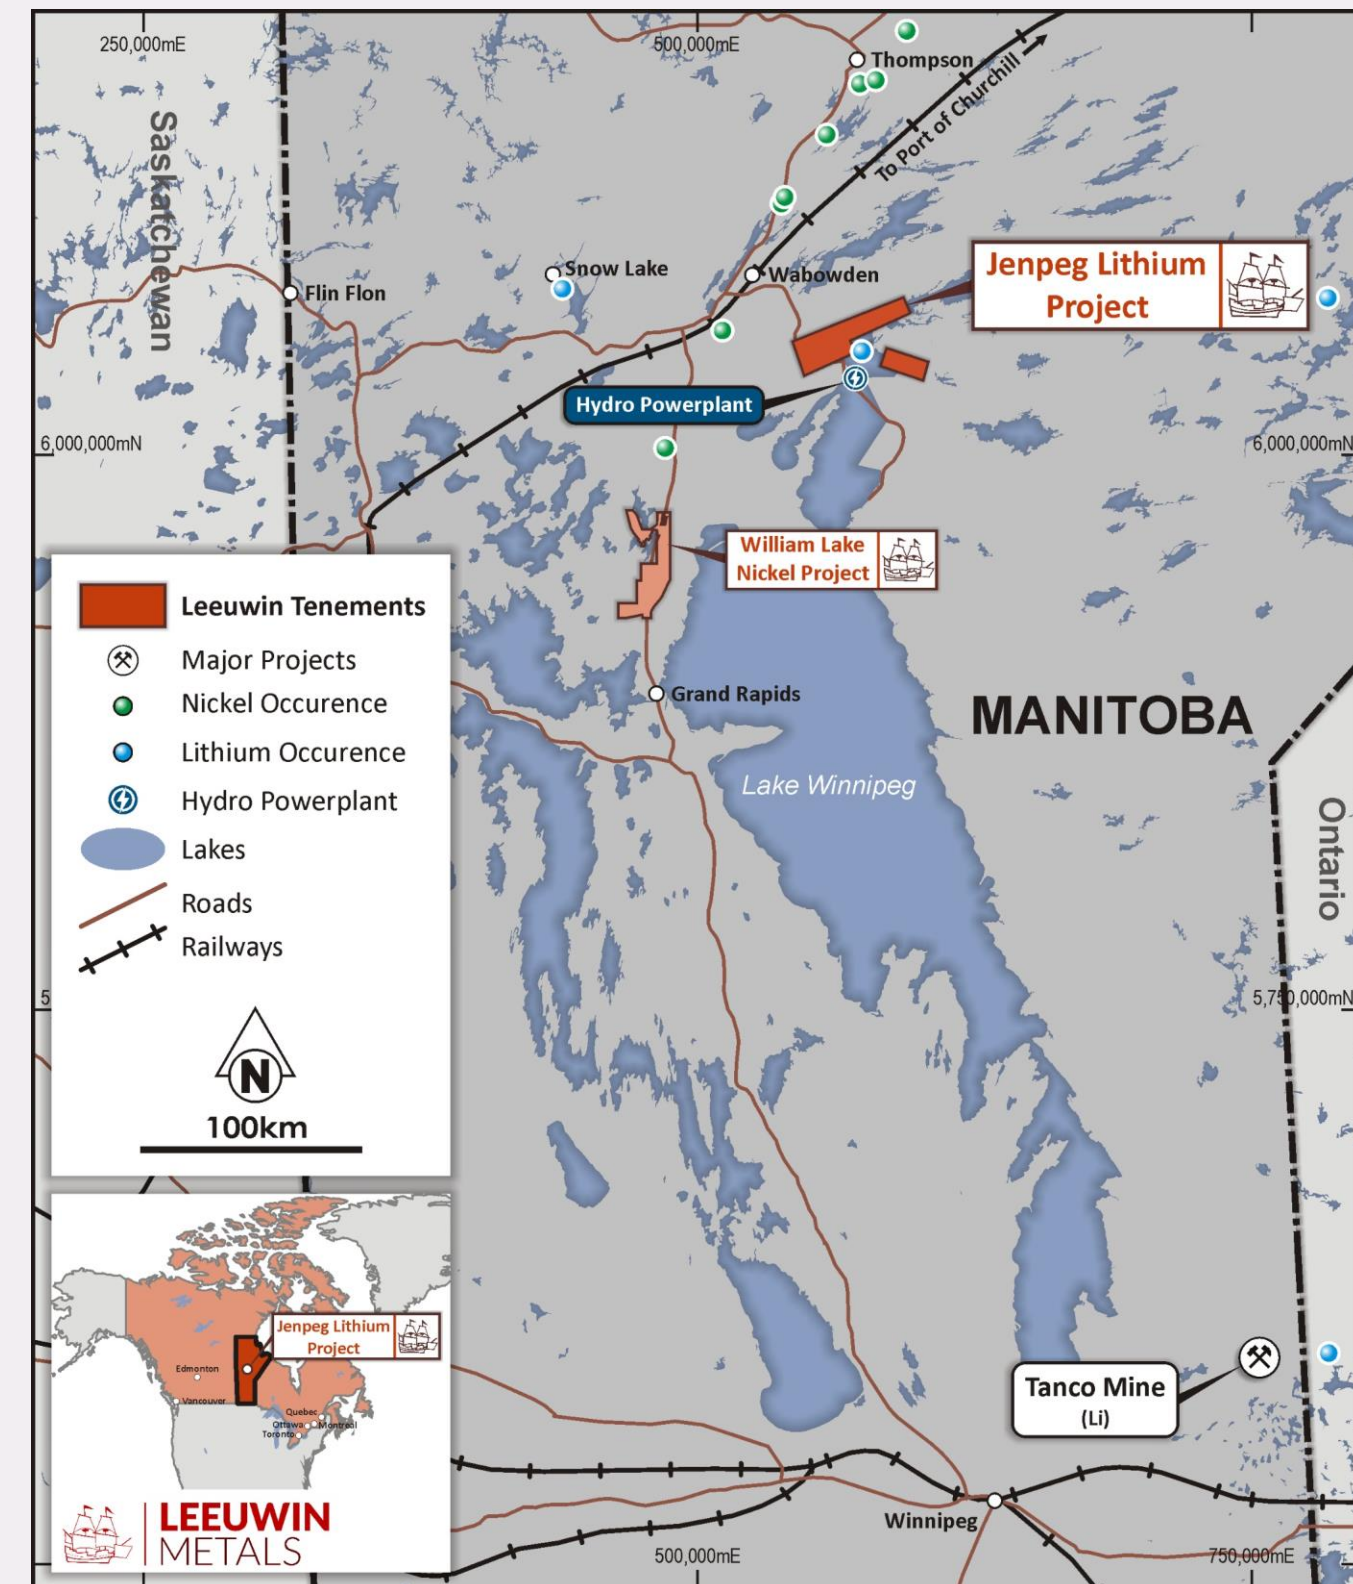 250,000mE
500,000mE
Thompson
To Port of Churchill
Saskatchewan
Snow Lake
Wabowden
Flin Flon
Jenpeg Lithium
Project
Hydro Powerplant
6,000,000mN
6,000,000mN
William Lake
Nickel Project
Leeuwin Tenements
Major Projects
Nickel Occurence
Lithium Occurence
Hydro Powerplant
Lakes
Roads
Railways
N
100km
Grand Rapids
MANITOBA
Lake Winnipeg
Ontario
5
5,750,000mN
Jenpeg Lithium
Project
Edmonton
Vancouver
Quebec
Ottawa
Montreal
Toronto
Tanco Mine
(Li)
LEEUWIN
METALS
Winnipeg
500,000mE
750,000mE